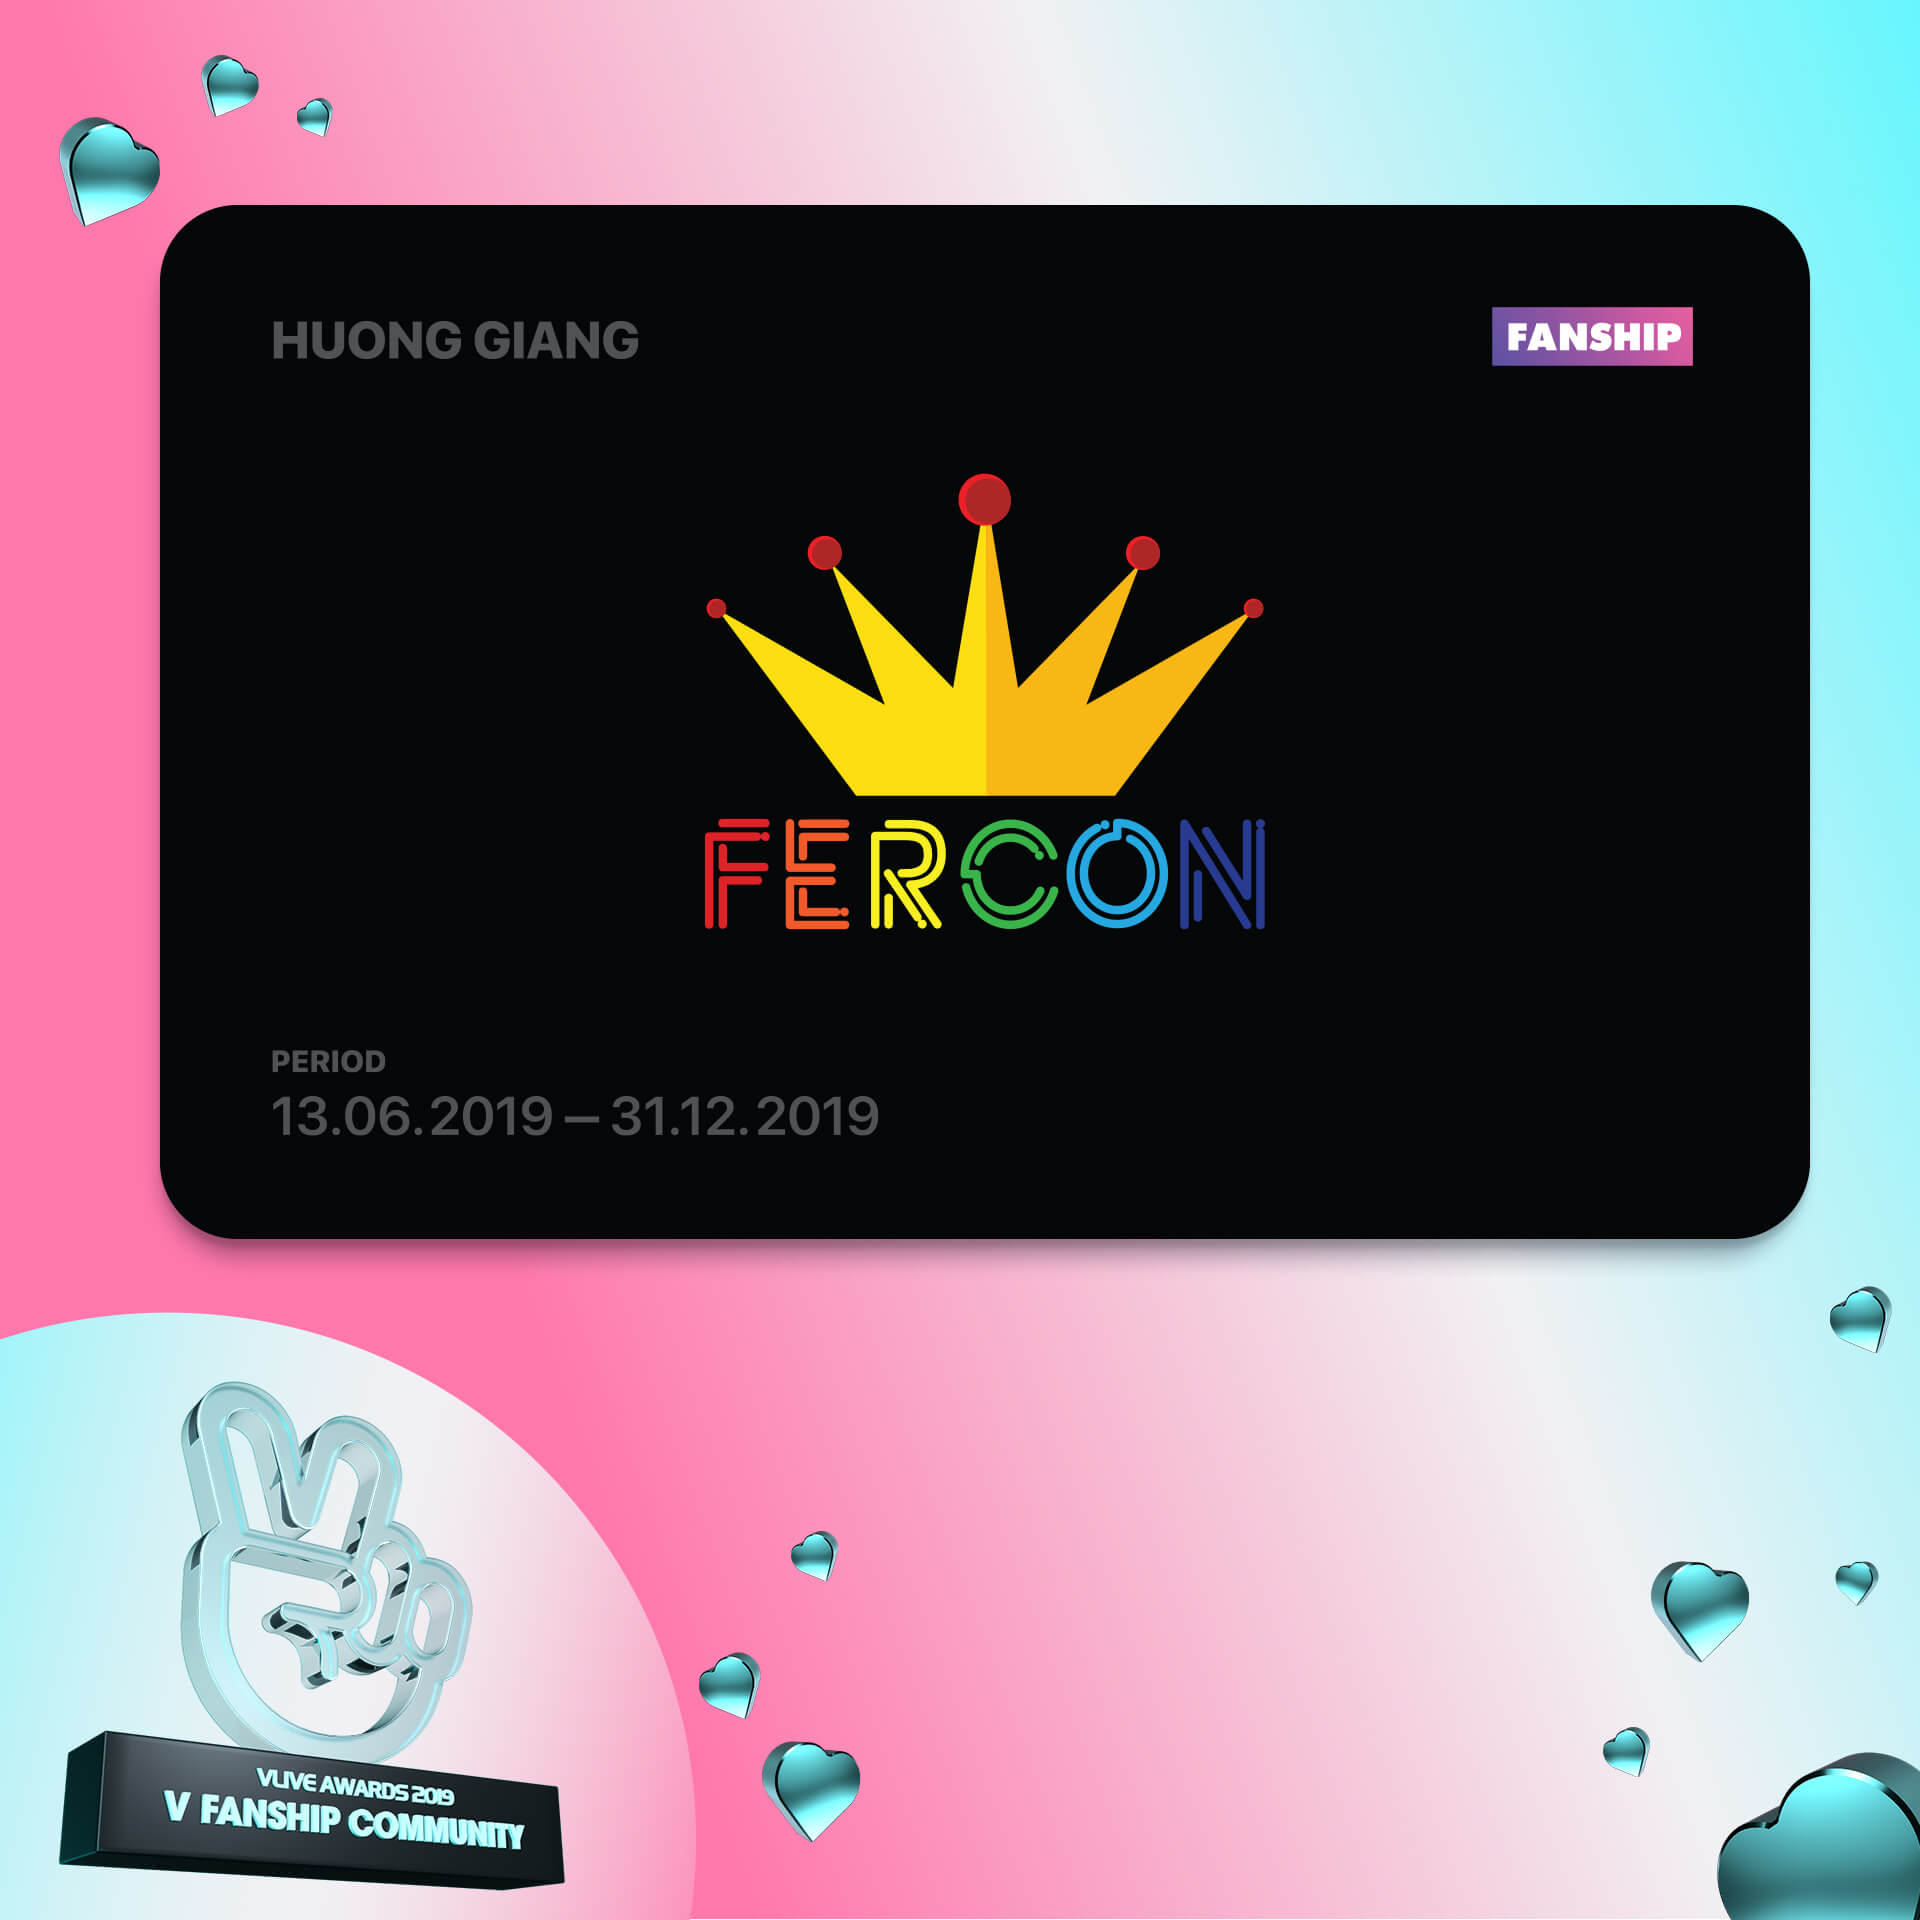 HUONG GIANG
FANSHIP
FERCON
PERIOD
13.06.2019 — 31.12.2019
VLIVE AWARDS 2019
V FANSHIP COMMUNITY